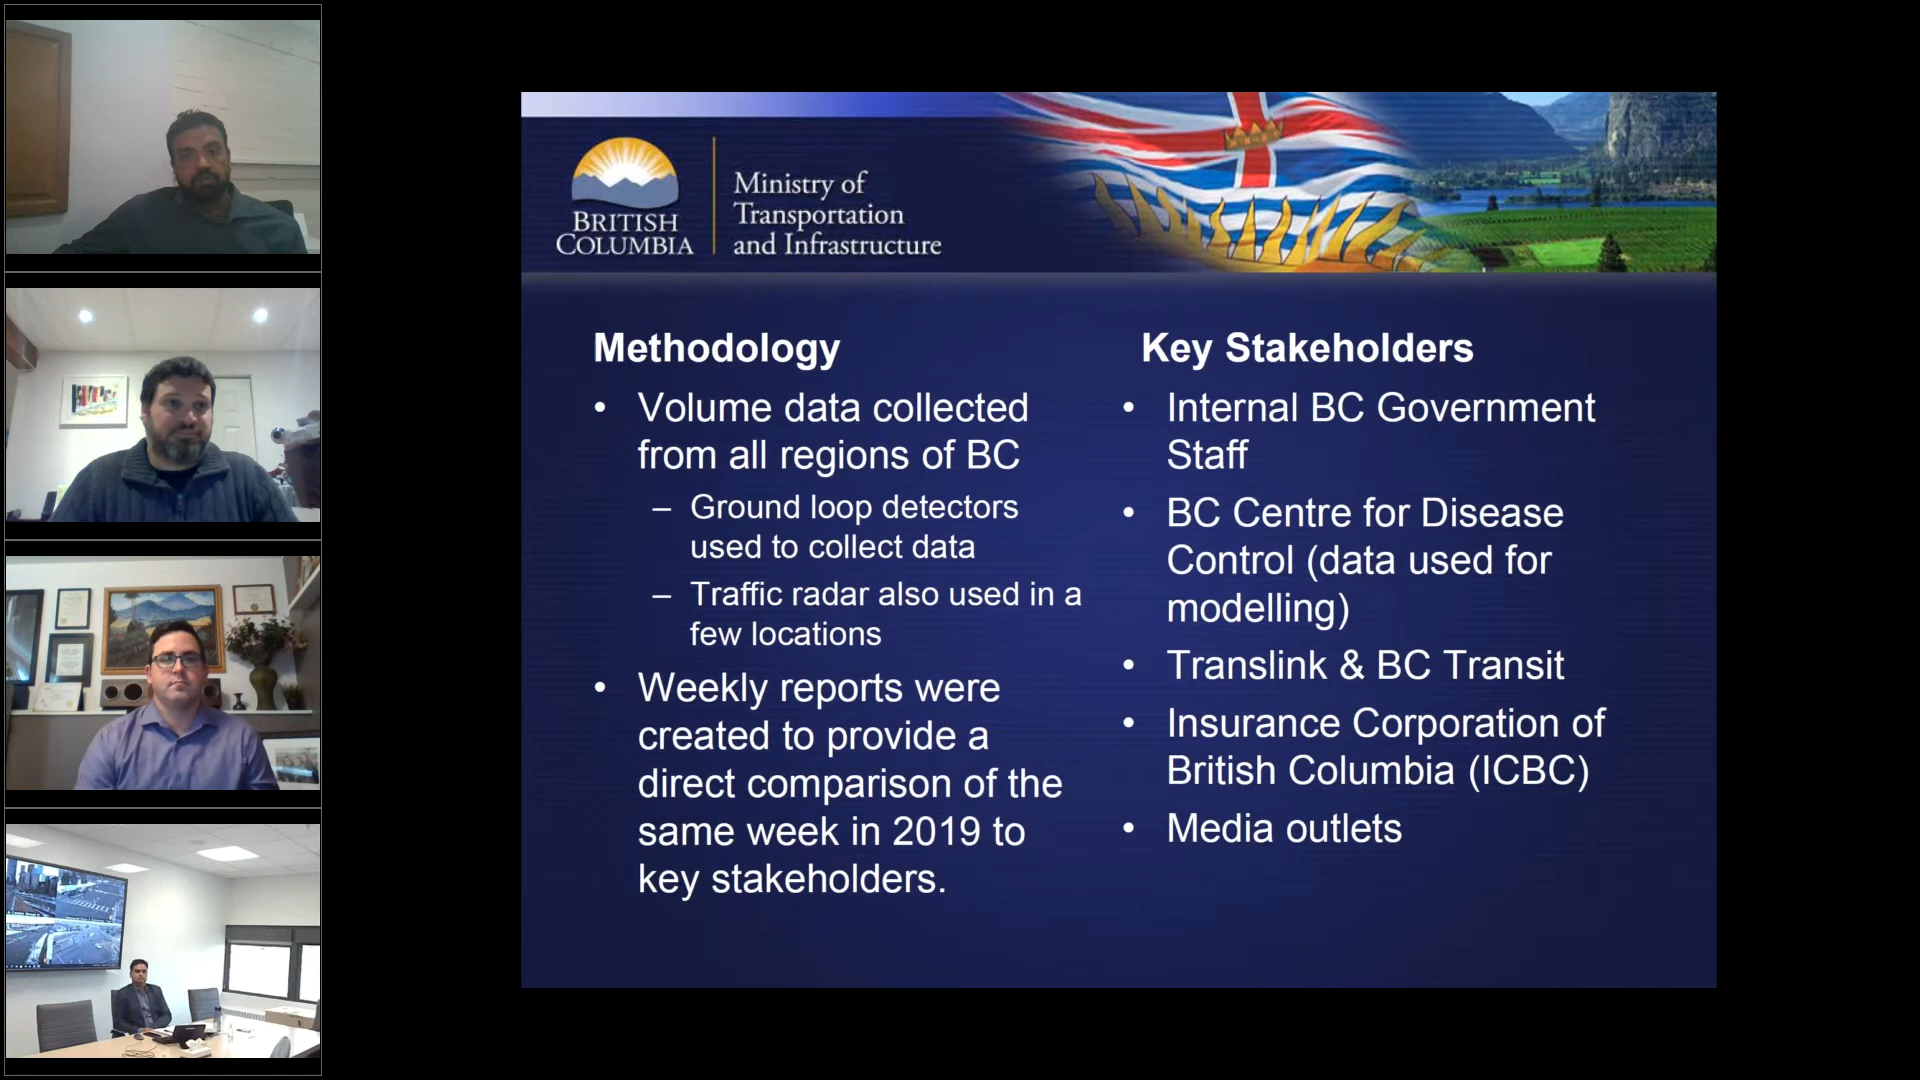 BRITISH
COLUMBIA
Ministry of
Transportation
and Infrastructure
Methodology
• Volume data collected
from all regions of BC
– Ground loop detectors
used to collect data
– Traffic radar also used in a
few locations
• Weekly reports were
created to provide a
direct comparison of the
same week in 2019 to
key stakeholders.
Key Stakeholders
• Internal BC Government
Staff
• BC Centre for Disease
Control (data used for
modelling)
• Translink & BC Transit
• Insurance Corporation of
British Columbia (ICBC)
• Media outlets